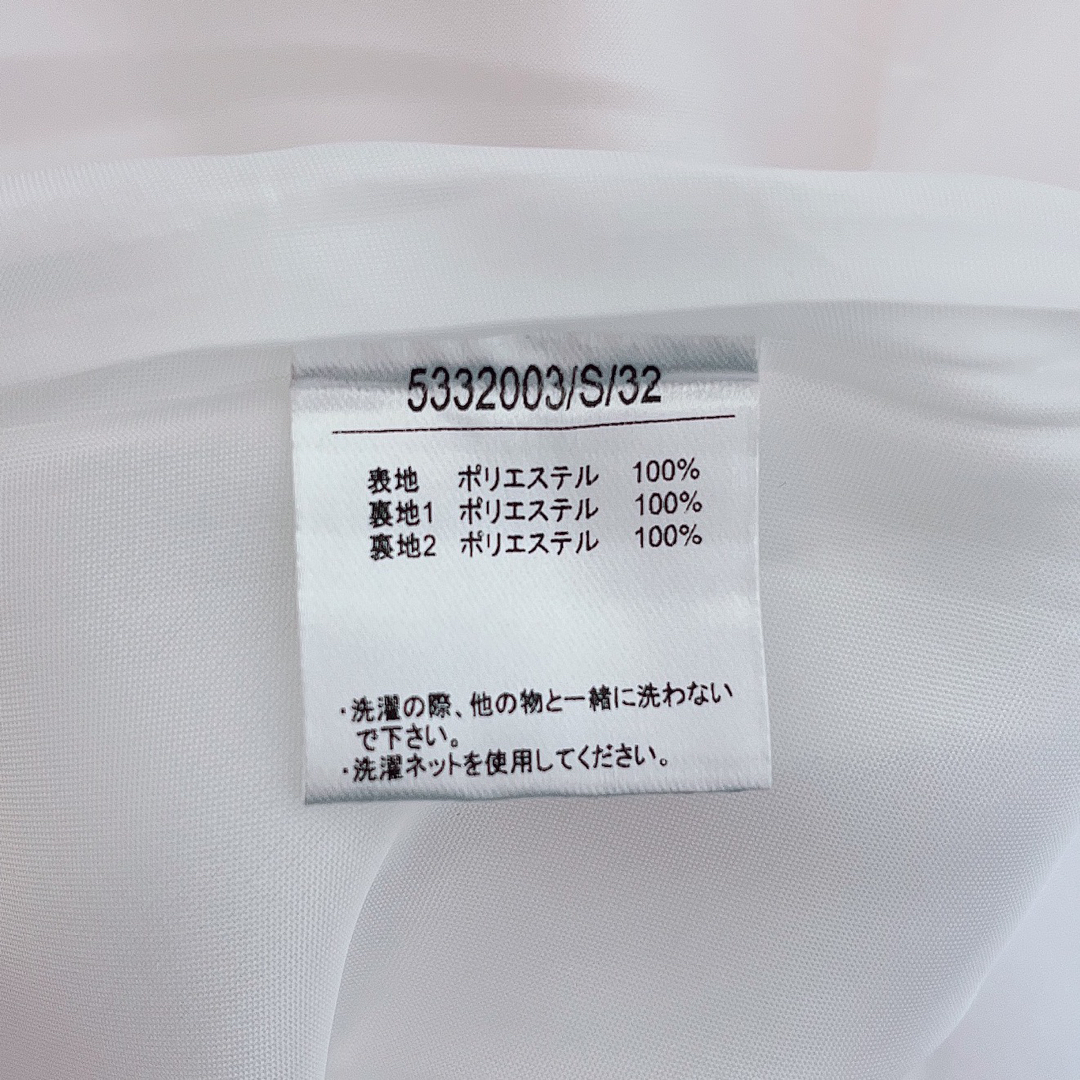 5332003/S/32
表地 ポリエステル 100%
裏地1 ポリエステル 100%
裏地2 ポリエステル 100%
・洗濯の際、他の物と一緒に洗わない
で下さい。
・洗濯ネットを使用してください。